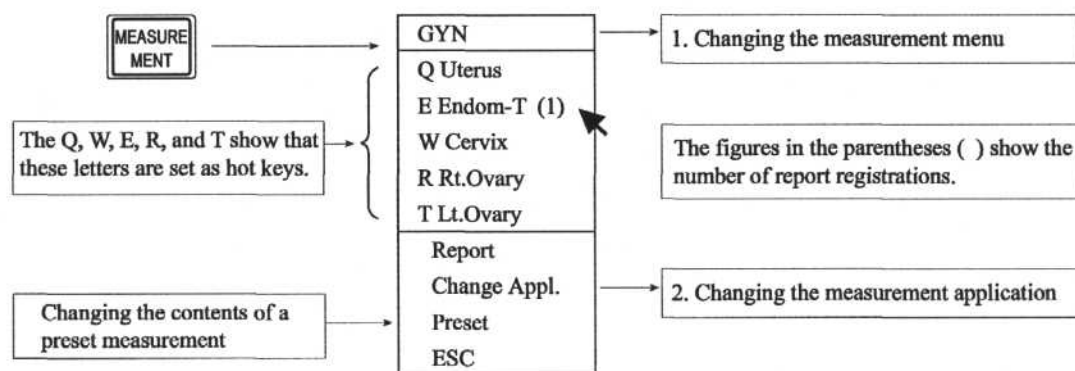 MEASURE
MENT
GYN
1. Changing the measurement menu
Q Uterus
E Endom-T (1)
W Cervix
R Rt.Ovary
T Lt.Ovary
The Q, W, E, R, and T show that
these letters are set as hot keys.
The figures in the parentheses ( ) show the
number of report registrations.
Report
Change Appl.
Preset
ESC
2. Changing the measurement application
Changing the contents of a
preset measurement